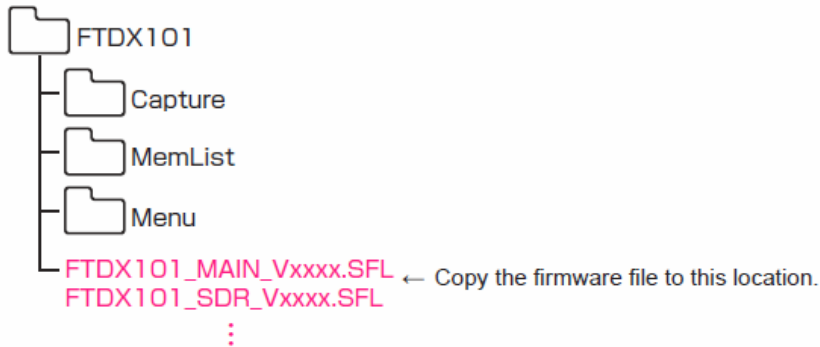 FTDX101
Capture
MemList
Menu
FTDX101_MAIN_Vxxxx.SFL ← Copy the firmware file to this location.
FTDX101_SDR_Vxxxx.SFL
⋮